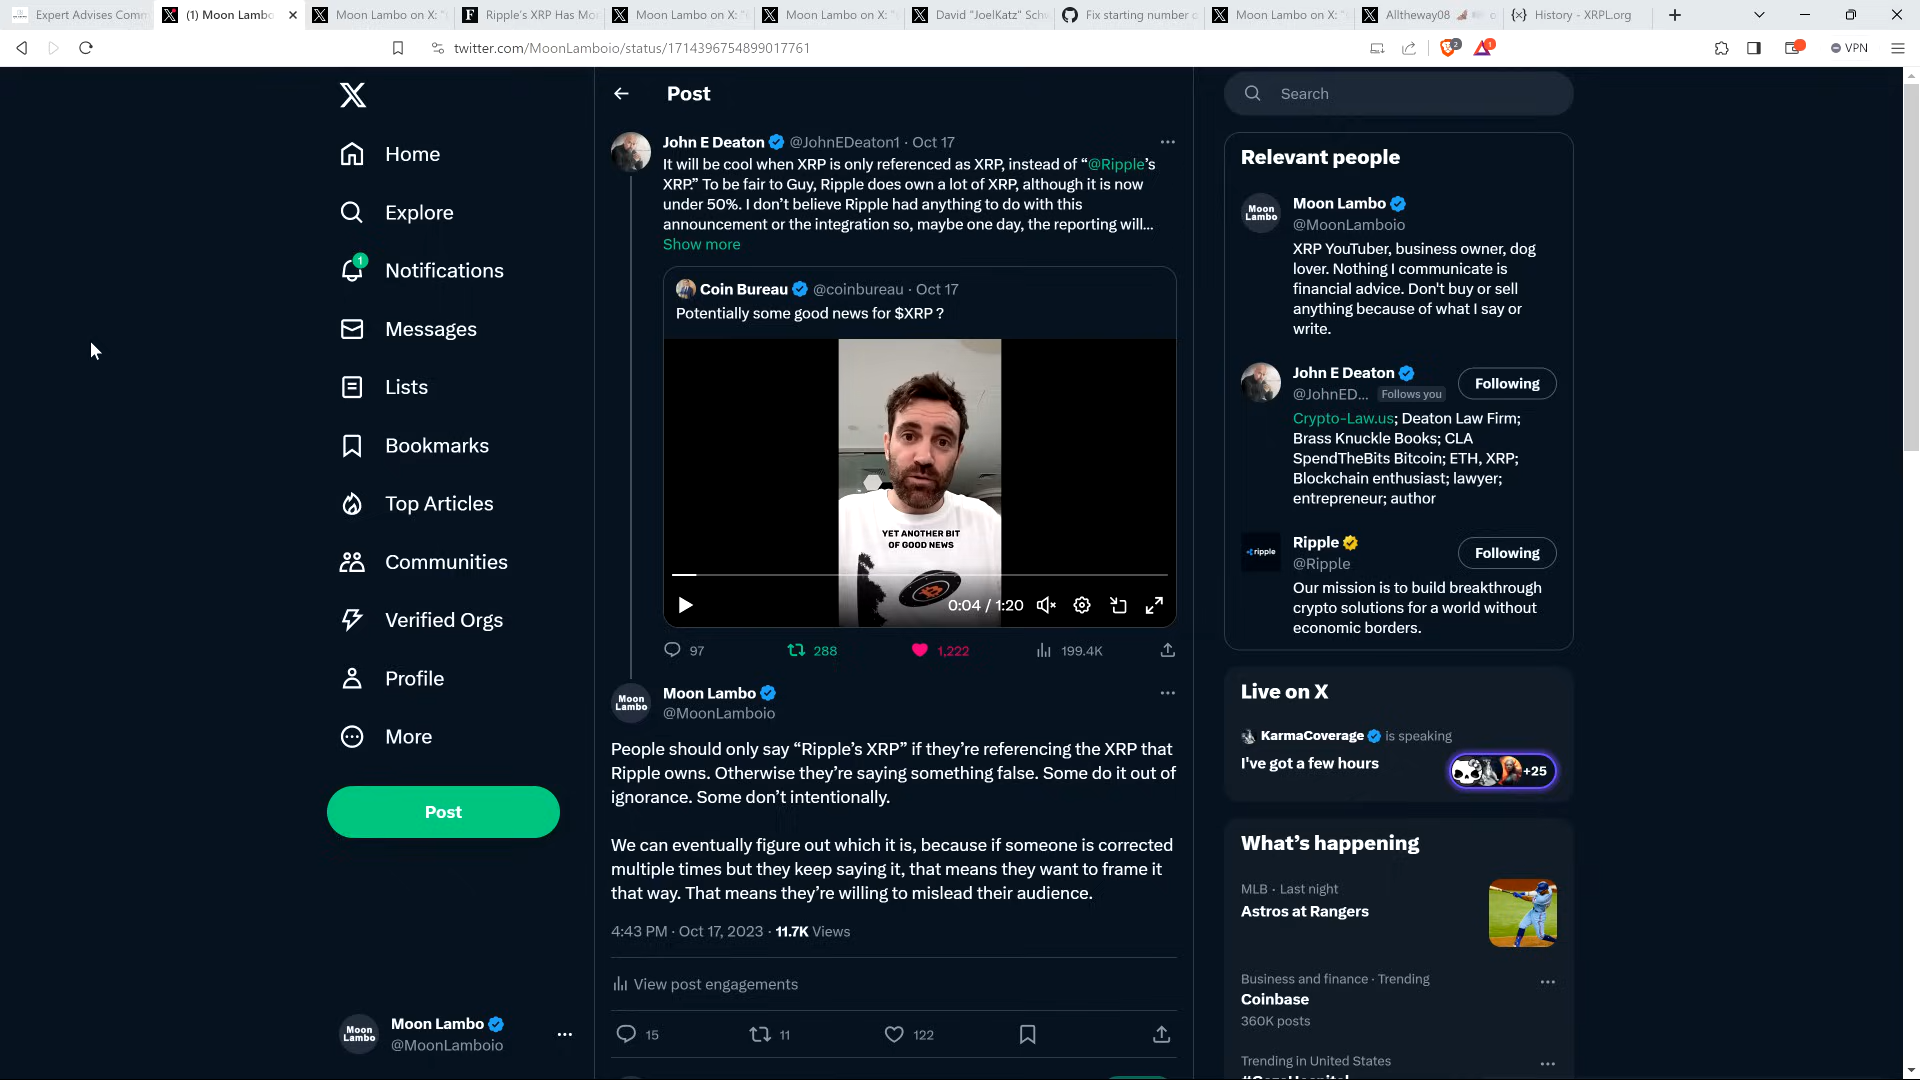 Expert Advises Comm
(1) Moon Lambo
Moon Lambo on X: "
Ripple's XRP Has Mo
Moon Lambo on X: "
Moon Lambo on X: "
David "JoelKatz" Sch
Fix starting number o
Moon Lambo on X: "
Alltheway08
History - XRPL.org
twitter.com/MoonLamboio/status/1714396754899017761
2
1
VPN
Home
Explore
1
Notifications
Messages
Lists
Bookmarks
Top Articles
Communities
Verified Orgs
Profile
More
Post
Moon Lambo
Moon Lambo
@MoonLamboio
Post
John E Deaton @JohnEDeaton1 · Oct 17
It will be cool when XRP is only referenced as XRP, instead of “@Ripple’s
XRP.” To be fair to Guy, Ripple does own a lot of XRP, although it is now
under 50%. I don’t believe Ripple had anything to do with this
announcement or the integration so, maybe one day, the reporting will...
Show more
Coin Bureau @coinbureau · Oct 17
Potentially some good news for $XRP ?
YET ANOTHER BIT
OF GOOD NEWS
0:04 / 1:20
97 288 1,222 199.4K
Moon Lambo
Moon Lambo
@MoonLamboio
People should only say “Ripple’s XRP” if they’re referencing the XRP that
Ripple owns. Otherwise they’re saying something false. Some do it out of
ignorance. Some don’t intentionally.
We can eventually figure out which it is, because if someone is corrected
multiple times but they keep saying it, that means they want to frame it
that way. That means they’re willing to mislead their audience.
4:43 PM · Oct 17, 2023 · 11.7K Views
View post engagements
15 11 122
Search
Relevant people
Moon Lambo
Moon Lambo
@MoonLamboio
XRP YouTuber, business owner, dog
lover. Nothing I communicate is
financial advice. Don't buy or sell
anything because of what I say or
write.
John E Deaton
@JohnED... Follows you
Following
Crypto-Law.us; Deaton Law Firm;
Brass Knuckle Books; CLA
SpendTheBits Bitcoin; ETH, XRP;
Blockchain enthusiast; lawyer;
entrepreneur; author
ripple
Ripple
@Ripple
Following
Our mission is to build breakthrough
crypto solutions for a world without
economic borders.
Live on X
KarmaCoverage is speaking
I've got a few hours
+25
What’s happening
MLB · Last night
Astros at Rangers
Business and finance · Trending
Coinbase
360K posts
Trending in United States